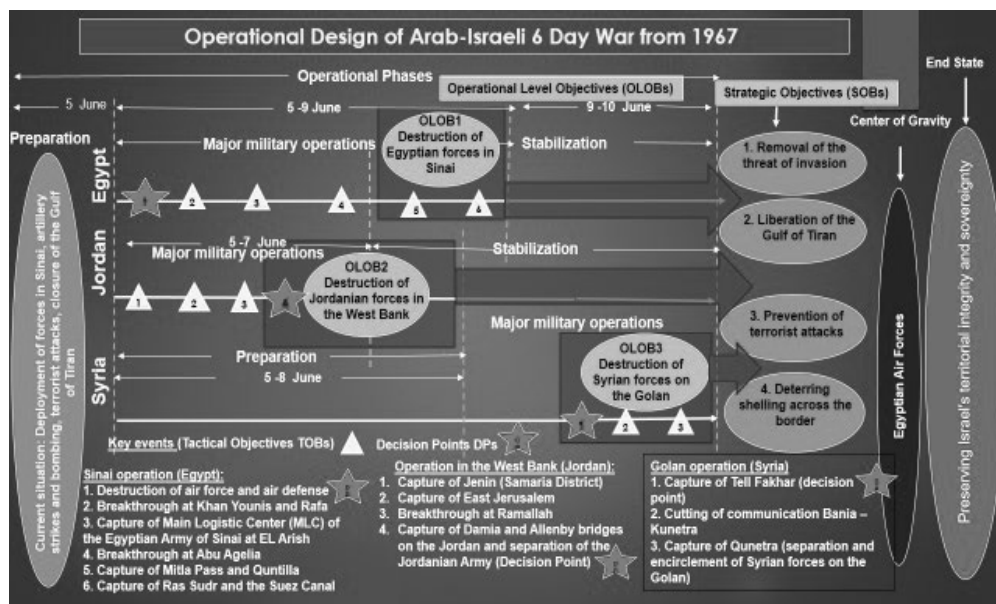 Operational Design of Arab-Israeli 6 Day War from 1967
End State
Operational Phases
Operational Level Objectives (OLOBs)
Strategic Objectives (SOBs)
5 June
5-9 June
9-10 June
Center of Gravity
Preparation
Current situation: Deployment of forces in Sinai, artillery
strikes and bombing, terrorist attacks, closure of the Gulf
of Tiran
Egypt
Major military operations
OLOB1
Destruction of
Egyptian forces in
Sinai
Stabilization
1 2 3 4 5 6
1. Removal of the
threat of invasion
2. Liberation of the
Gulf of Tiran
Jordan
5 -7 June
Major military operations
Stabilization
OLOB2
Destruction of
Jordanian forces in
the West Bank
1 2 3 4
3. Prevention of
terrorist attacks
Syria
Preparation
5 -8 June
Major military operations
OLOB3
Destruction of
Syrian forces on
the Golan
1 2 3
4. Deterring
shelling across the
border
Egyptian Air Forces
Preserving Israel's territorial integrity and sovereignty
Key events (Tactical Objectives TOBs)
Decision Points DPs
Sinai operation (Egypt):
1. Destruction of air force and air defense
2. Breakthrough at Khan Younis and Rafa
3. Capture of Main Logistic Center (MLC) of
the Egyptian Army of Sinai at EL Arish
4. Breakthrough at Abu Agelia
5. Capture of Mitla Pass and Quntilla
6. Capture of Ras Sudr and the Suez Canal
Operation in the West Bank (Jordan):
1. Capture of Jenin (Samaria District)
2. Capture of East Jerusalem
3. Breakthrough at Ramallah
4. Capture of Damia and Allenby bridges
on the Jordan and separation of the
Jordanian Army (Decision Point)
Golan operation (Syria)
1. Capture of Tell Fakhar (decision
point)
2. Cutting of communication Bania –
Kunetra
3. Capture of Qunetra (separation and
encirclement of Syrian forces on the
Golan)